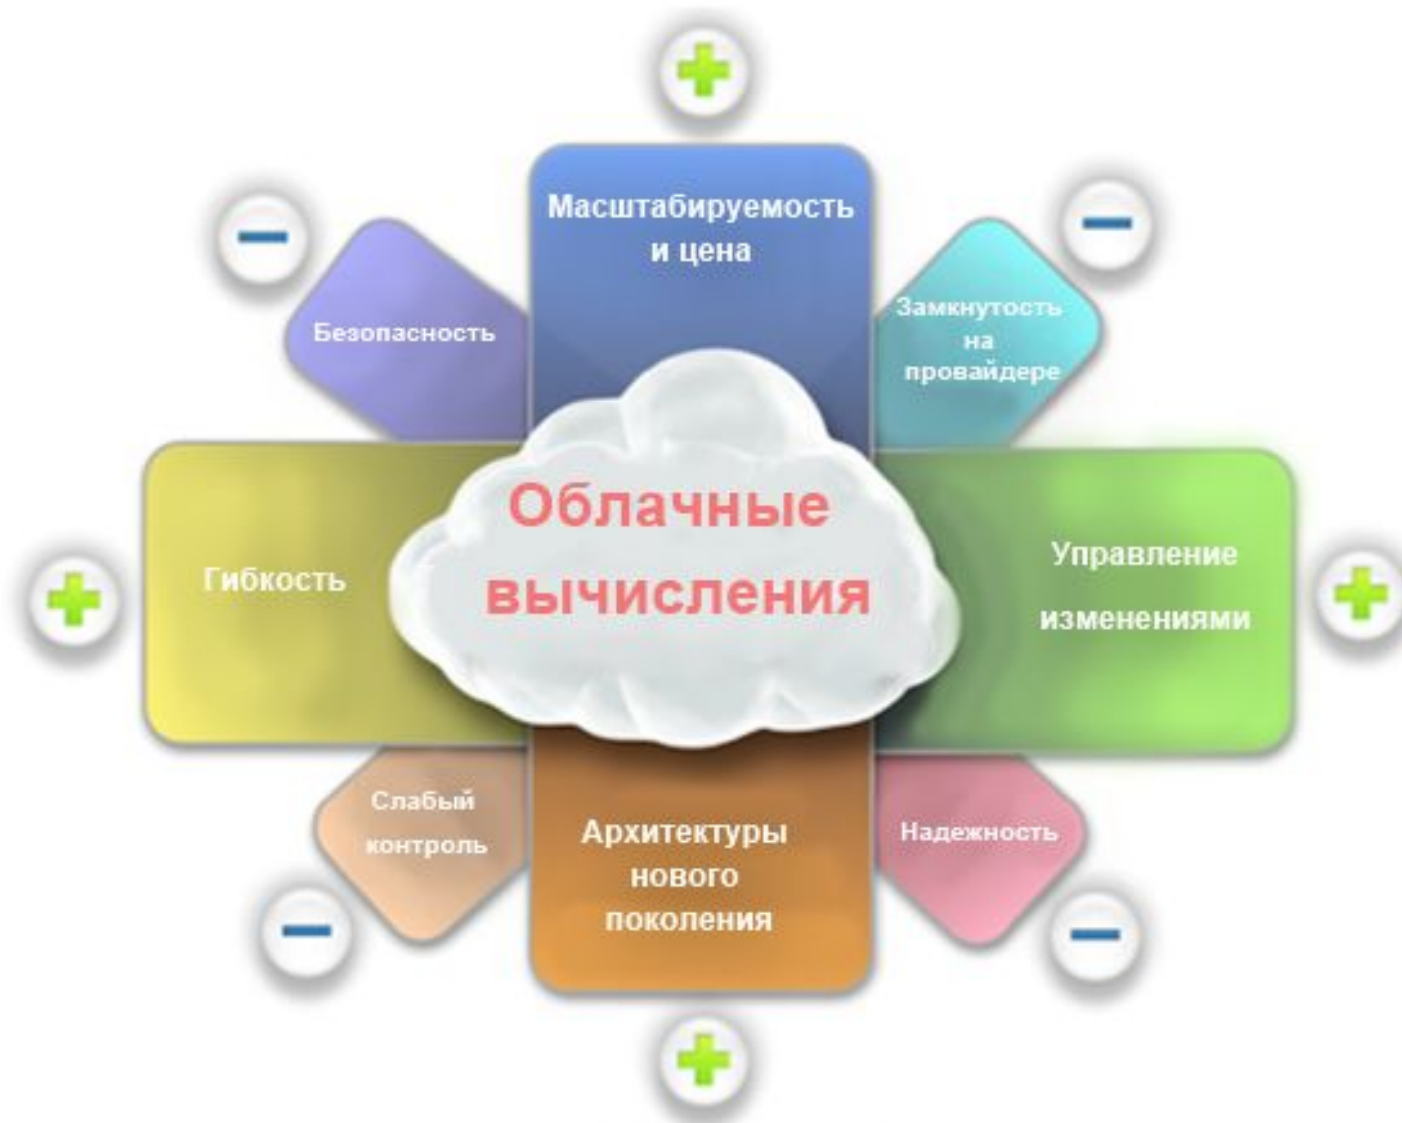 Масштабируемость
и цена
Безопасность
Замкнутость
на
провайдере
Облачные
вычисления
Гибкость
Управление
изменениями
Слабый
контроль
Архитектуры
нового
поколения
Надежность